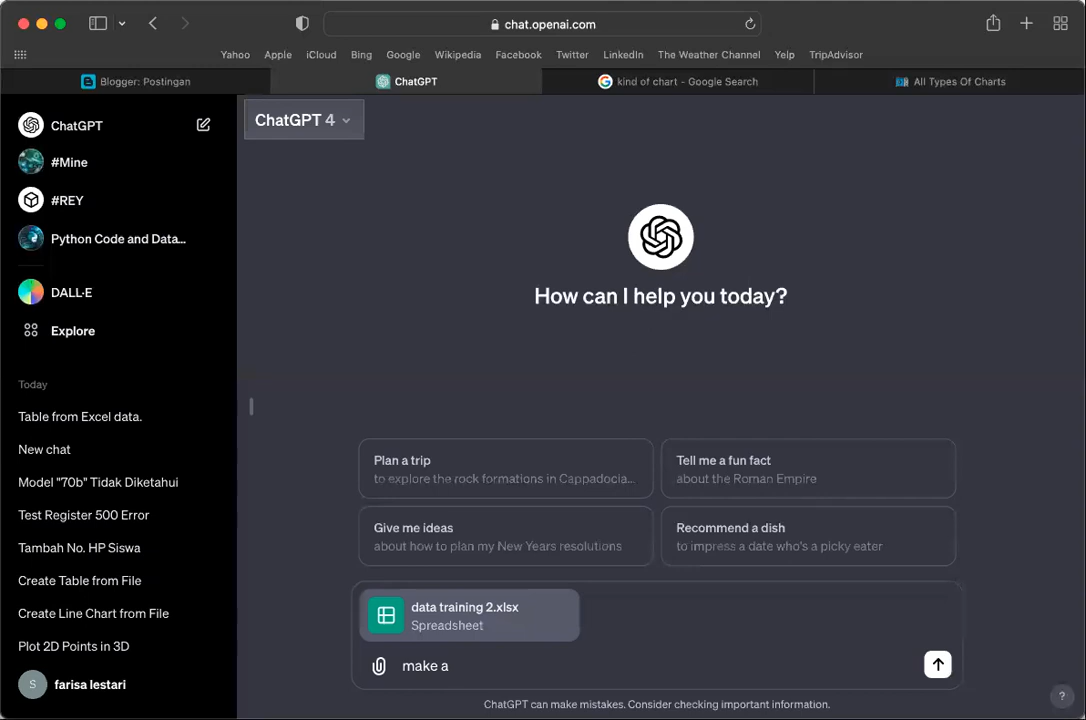 chat.openai.com
Yahoo Apple iCloud Bing Google Wikipedia Facebook Twitter LinkedIn The Weather Channel Yelp TripAdvisor
Blogger: Postingan ChatGPT kind of chart - Google Search All Types Of Charts
ChatGPT
#Mine
#REY
Python Code and Data...
DALL·E
Explore
Today
Table from Excel data.
New chat
Model "70b" Tidak Diketahui
Test Register 500 Error
Tambah No. HP Siswa
Create Table from File
Create Line Chart from File
Plot 2D Points in 3D
S farisa lestari
ChatGPT 4
How can I help you today?
Plan a trip
to explore the rock formations in Cappadocia...
Tell me a fun fact
about the Roman Empire
Give me ideas
about how to plan my New Years resolutions
Recommend a dish
to impress a date who's a picky eater
data training 2.xlsx
Spreadsheet
make a
ChatGPT can make mistakes. Consider checking important information.
?